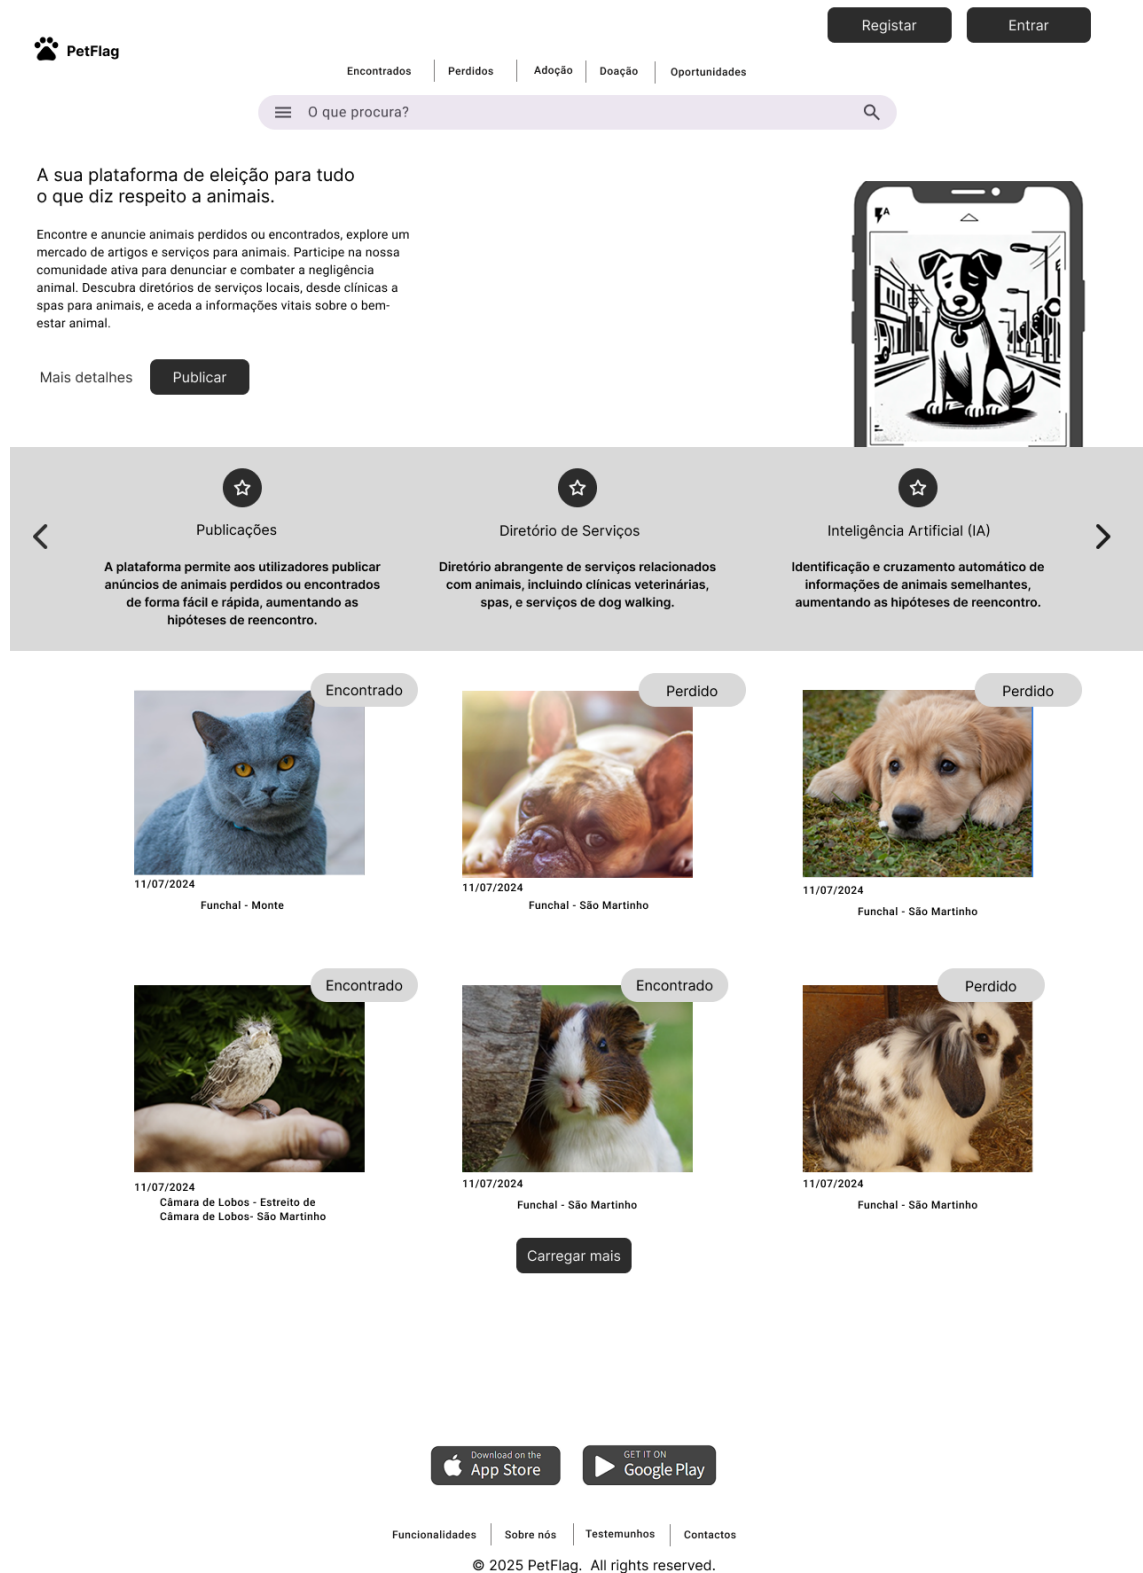 Registar
Entrar
PetFlag
Encontrados
Perdidos
Adoção
Doação
Oportunidades
O que procura?
A sua plataforma de eleição para tudo
o que diz respeito a animais.
Encontre e anuncie animais perdidos ou encontrados, explore um
mercado de artigos e serviços para animais. Participe na nossa
comunidade ativa para denunciar e combater a negligência
animal. Descubra diretórios de serviços locais, desde clínicas a
spas para animais, e aceda a informações vitais sobre o bem-
estar animal.
Mais detalhes
Publicar
A
Publicações
A plataforma permite aos utilizadores publicar
anúncios de animais perdidos ou encontrados
de forma fácil e rápida, aumentando as
hipóteses de reencontro.
Diretório de Serviços
Diretório abrangente de serviços relacionados
com animais, incluindo clínicas veterinárias,
spas, e serviços de dog walking.
Inteligência Artificial (IA)
Identificação e cruzamento automático de
informações de animais semelhantes,
aumentando as hipóteses de reencontro.
Encontrado
11/07/2024
Funchal - Monte
Perdido
11/07/2024
Funchal - São Martinho
Perdido
11/07/2024
Funchal - São Martinho
Encontrado
11/07/2024
Câmara de Lobos - Estreito de
Câmara de Lobos- São Martinho
Encontrado
11/07/2024
Funchal - São Martinho
Perdido
11/07/2024
Funchal - São Martinho
Carregar mais
Download on the
App Store
GET IT ON
Google Play
Funcionalidades
Sobre nós
Testemunhos
Contactos
© 2025 PetFlag. All rights reserved.